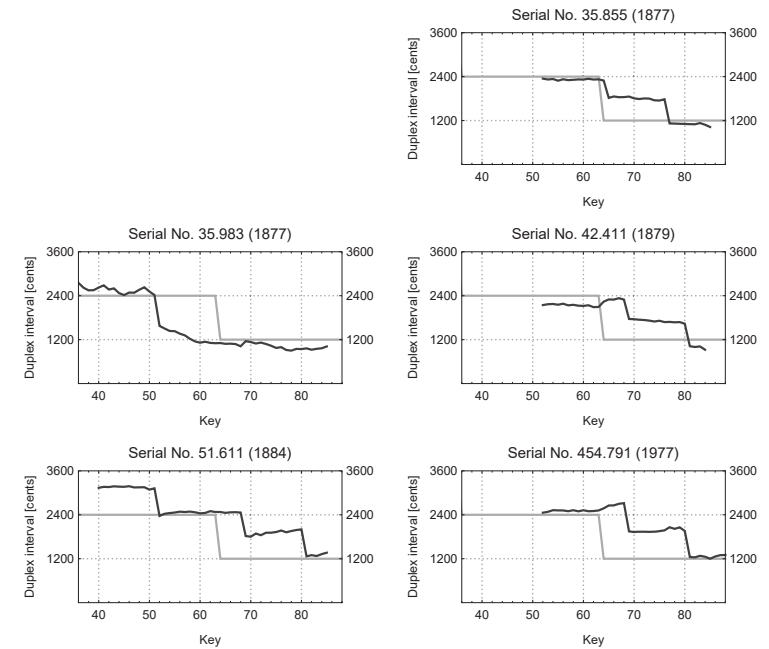 Serial No. 35.855 (1877)
Duplex interval [cents]
3600 3600
2400 2400
1200 1200
40 50 60 70 80
Key
Serial No. 35.983 (1877)
Duplex interval [cents]
3600 3600
2400 2400
1200 1200
40 50 60 70 80
Key
Serial No. 42.411 (1879)
Duplex interval [cents]
3600 3600
2400 2400
1200 1200
40 50 60 70 80
Key
Serial No. 51.611 (1884)
Duplex interval [cents]
3600 3600
2400 2400
1200 1200
40 50 60 70 80
Key
Serial No. 454.791 (1977)
Duplex interval [cents]
3600 3600
2400 2400
1200 1200
40 50 60 70 80
Key